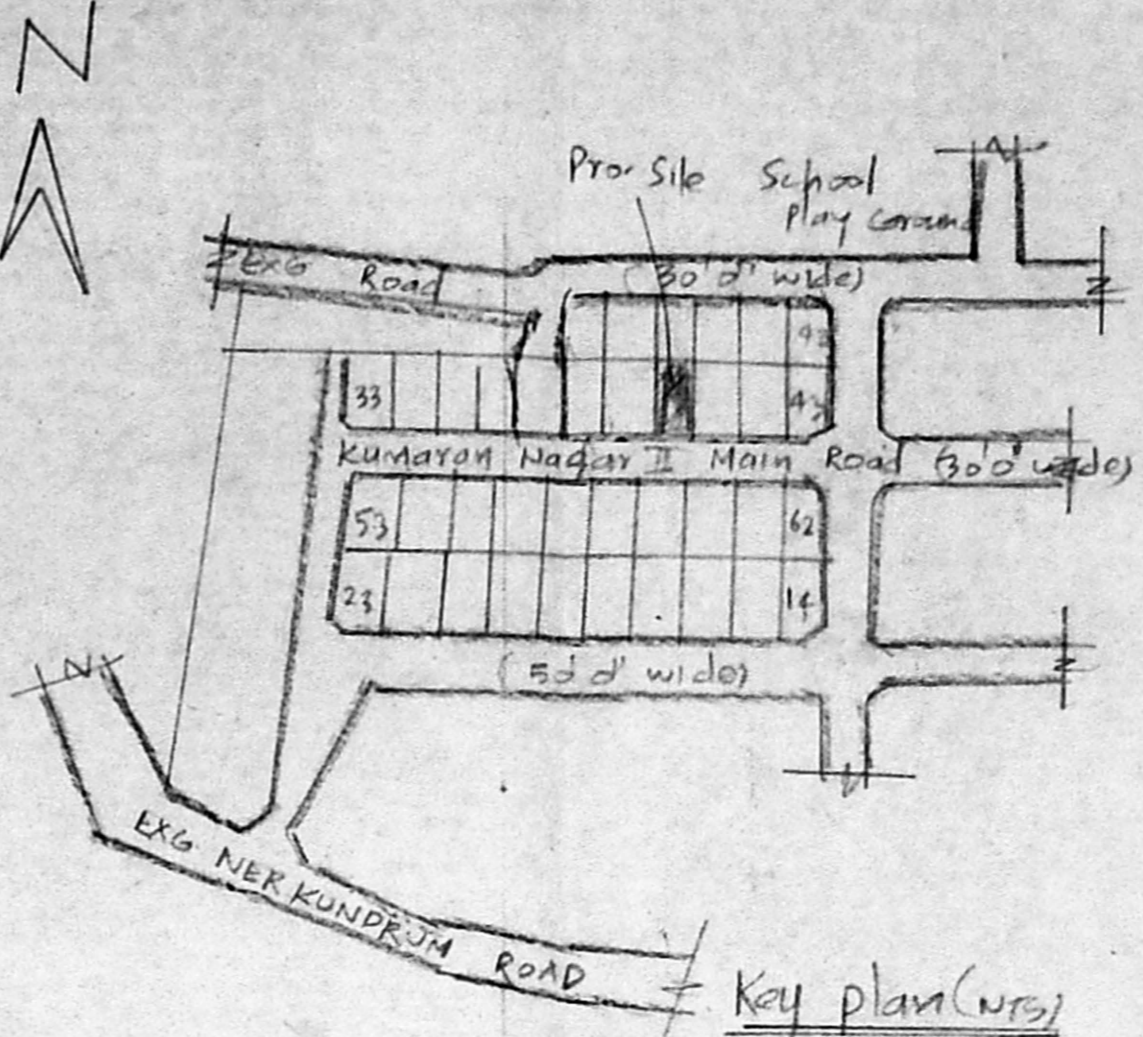 N
Pro. Site School
Play Ground
EXG Road
(30'0" wide)
42
33
43
Kumaran Nagar II Main Road (30'0" wide)
53
62
23
14
(50'0" wide)
EXG NERKUNDRUM ROAD
Key plan (NTS)